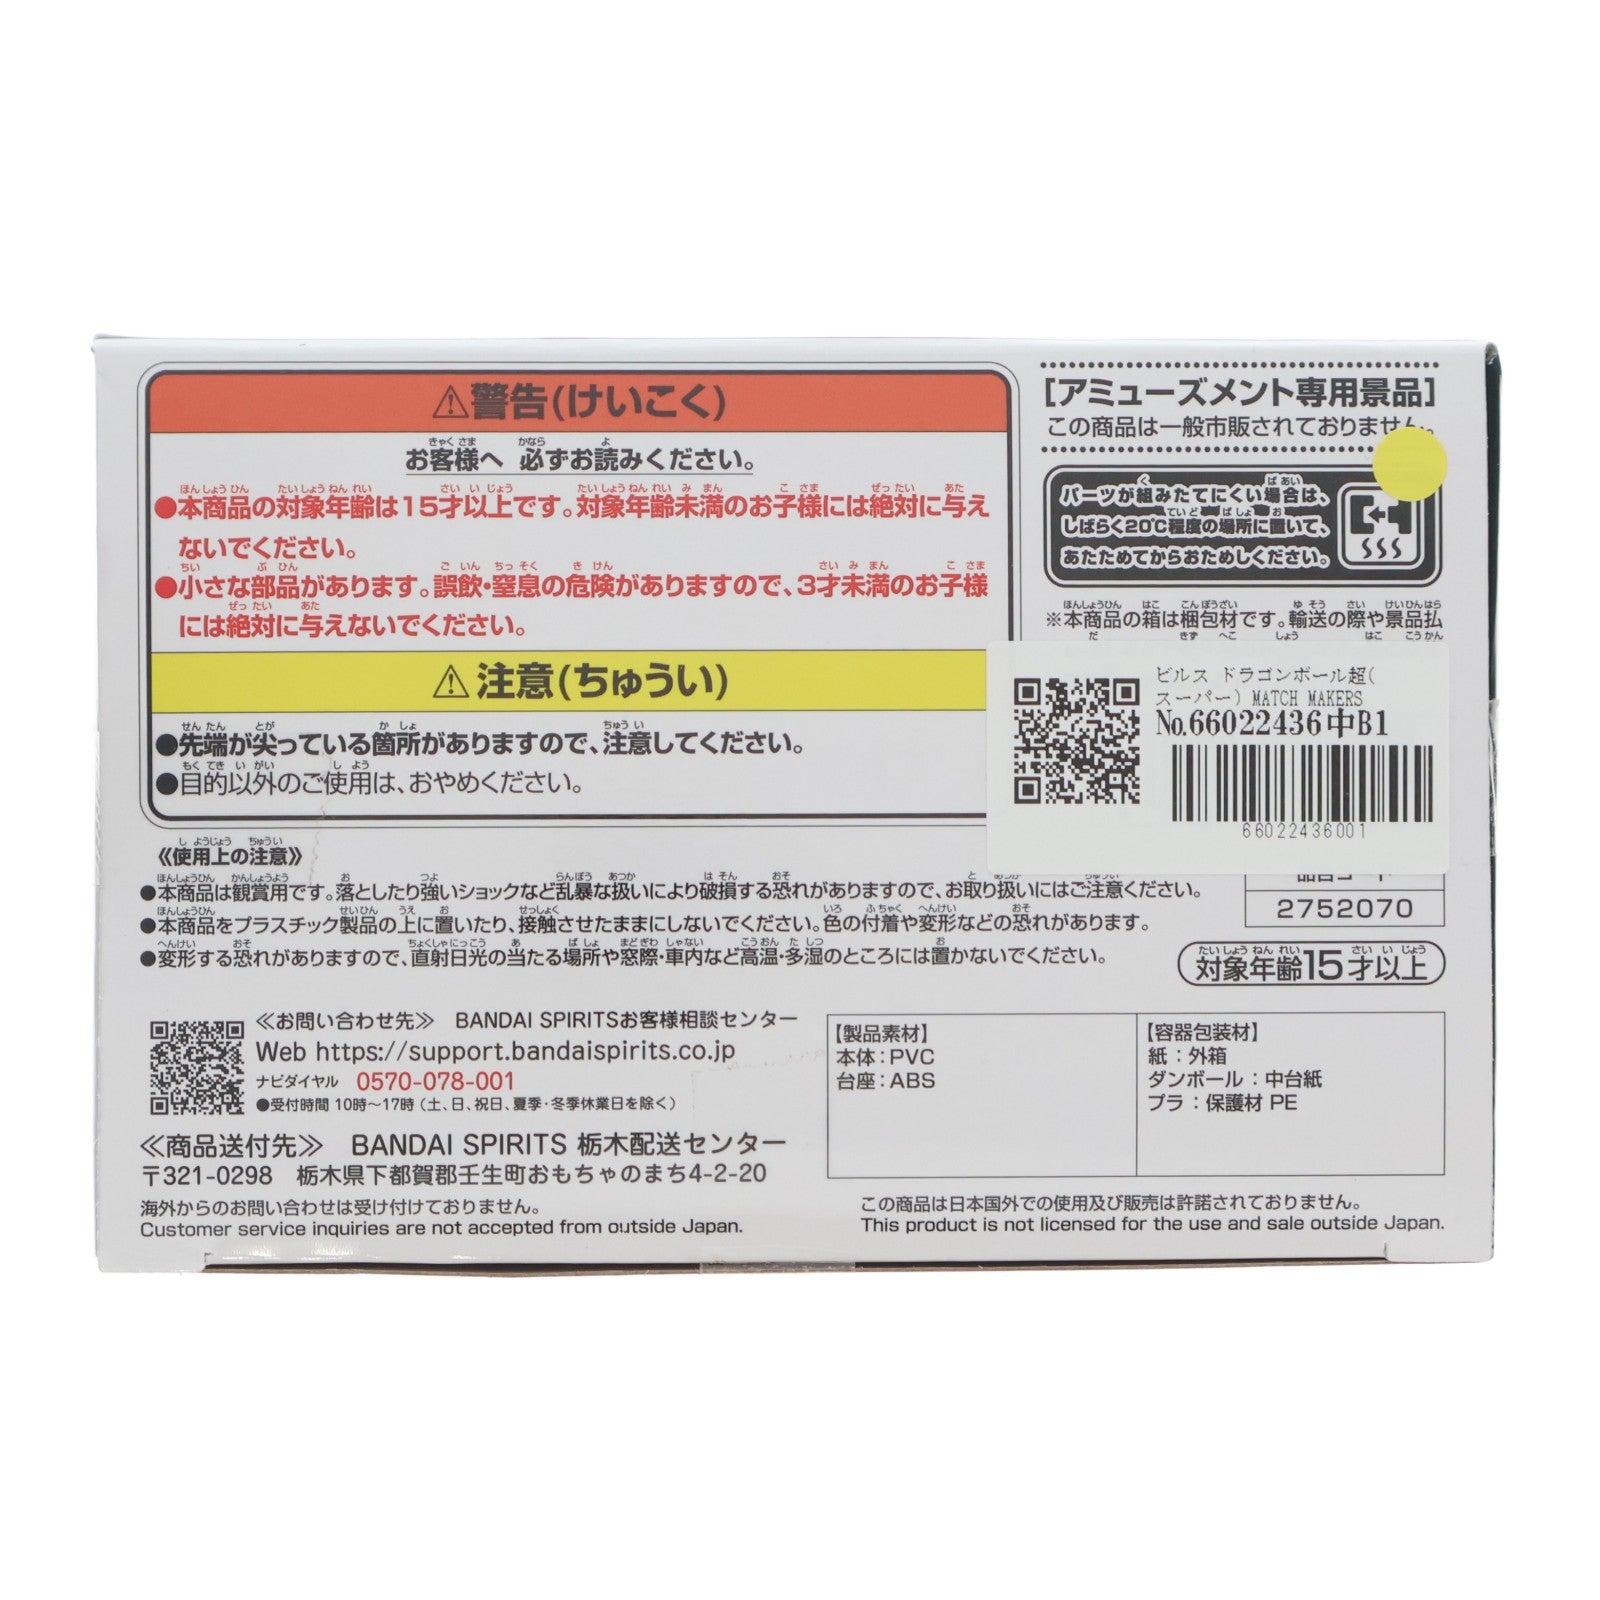 ⚠警告(けいこく)
お客様へ 必ずお読みください。
●本商品の対象年齢は15才以上です。対象年齢未満のお子様には絶対に与え
ないでください。
●小さな部品があります。誤飲・窒息の危険がありますので、3才未満のお子様
には絶対に与えないでください。
⚠注意(ちゅうい)
●先端が尖っている箇所がありますので、注意してください。
●目的以外のご使用は、おやめください。
[アミューズメント専用景品]
この商品は一般市販されておりません。
パーツが組みたてにくい場合は、
しばらく20℃程度の場所に置いて、
あたためてからおためしください。
※本商品の箱は梱包材です。輸送の際や景品払
ビルス ドラゴンボール超(
スーパー) MATCH MAKERS
No.66022436中B1
66022436001
《使用上の注意》
●本商品は観賞用です。落としたり強いショックなど乱暴な扱いにより破損する恐れがありますので、お取り扱いにはご注意ください。
●本商品をプラスチック製品の上に置いたり、接触させたままにしないでください。色の付着や変形などの恐れがあります。
●変形する恐れがありますので、直射日光の当たる場所や窓際・車内など高温・多湿のところには置かないでください。
2752070
対象年齢15才以上
≪お問い合わせ先≫ BANDAI SPIRITSお客様相談センター
Web https://support.bandaispirits.co.jp
ナビダイヤル 0570-078-001
●受付時間 10時～17時（土、日、祝日、夏季・冬季休業日を除く）
≪商品送付先≫ BANDAI SPIRITS 栃木配送センター
〒321-0298 栃木県下都賀郡壬生町おもちゃのまち4-2-20
海外からのお問い合わせは受け付けておりません。
Customer service inquiries are not accepted from outside Japan.
【製品素材】
本体：PVC
台座：ABS
【容器包装材】
紙：外箱
ダンボール：中台紙
プラ：保護材 PE
この商品は日本国外での使用及び販売は許諾されておりません。
This product is not licensed for the use and sale outside Japan.